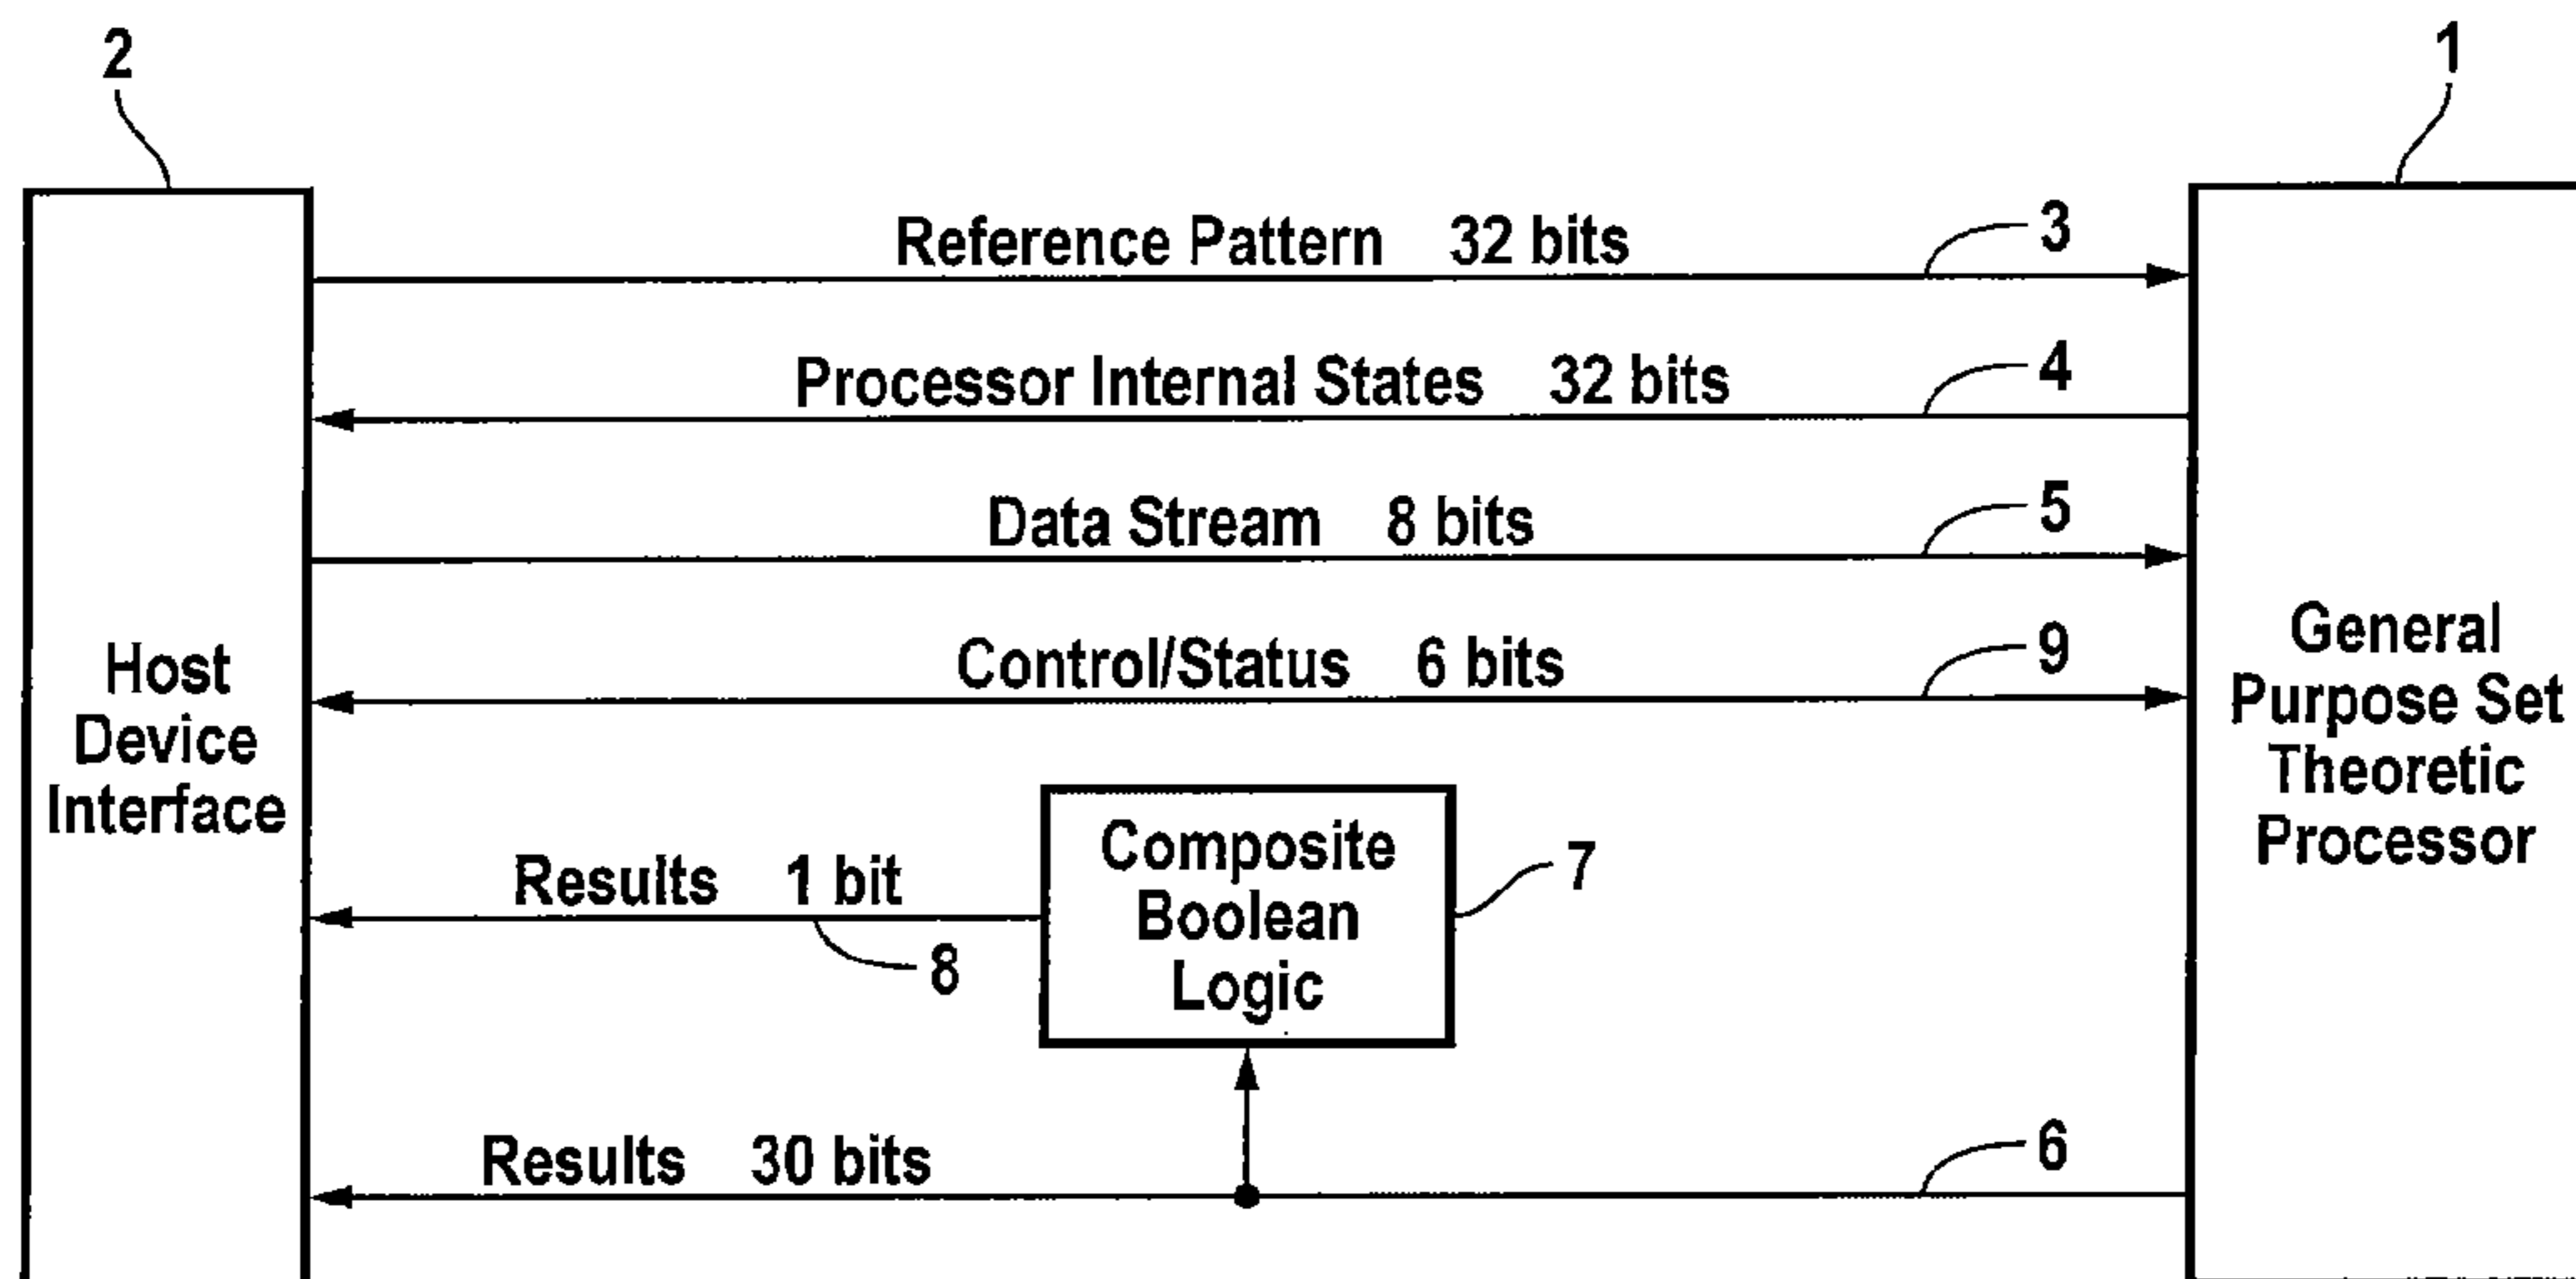 2
1
Reference Pattern 32 bits
3
Processor Internal States 32 bits
4
Data Stream 8 bits
5
Control/Status 6 bits
9
Host
Device
Interface
General
Purpose Set
Theoretic
Processor
Composite
Boolean
Logic
7
Results 1 bit
8
Results 30 bits
6